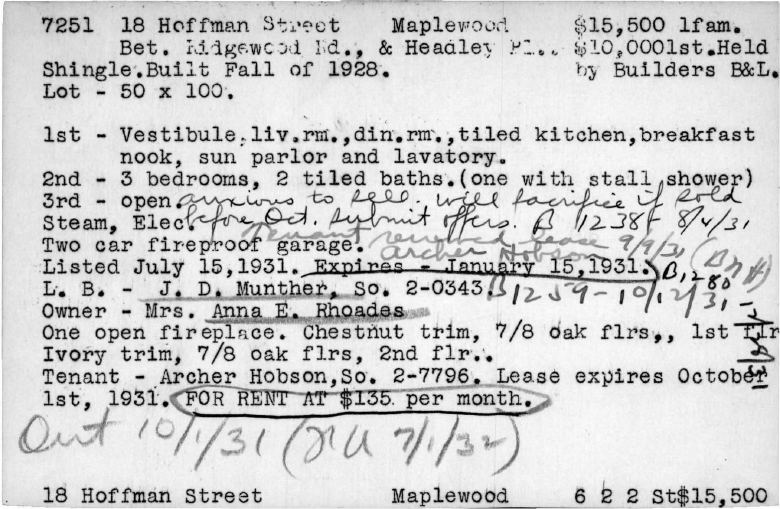 7251 18 Hoffman Street Maplewood $15,500 1fam.
Bet. Ridgewood Rd., & Headley Pl.. $10,0001st.Held
Shingle.Built Fall of 1928. by Builders B&L.
Lot - 50 x 100.
1st - Vestibule,liv.rm.,din.rm.,tiled kitchen,breakfast
nook, sun parlor and lavatory.
2nd - 3 bedrooms, 2 tiled baths.(one with stall shower)
3rd - open. anxious to sell. will sacrifice if sold
Steam, Elec. before Oct. submit offers. B 1238 - 8/4/31
Two car fireproof garage. Tenant renewed lease 9/9/31
Archer Hobson
Listed July 15,1931. Expires - January 15,1931. B1280
L. B. - J. D. Munther, So. 2-0343. B1259 - 10/12/31
Owner - Mrs. Anna E. Rhoades
One open fireplace. Chestnut trim, 7/8 oak flrs,, 1st flr
Ivory trim, 7/8 oak flrs, 2nd flr..
Tenant - Archer Hobson,So. 2-7796. Lease expires October
1st, 1931. FOR RENT AT $135 per month.
Out 10/1/31 7/1/32)
18 Hoffman Street Maplewood 6 2 2 St$15,500